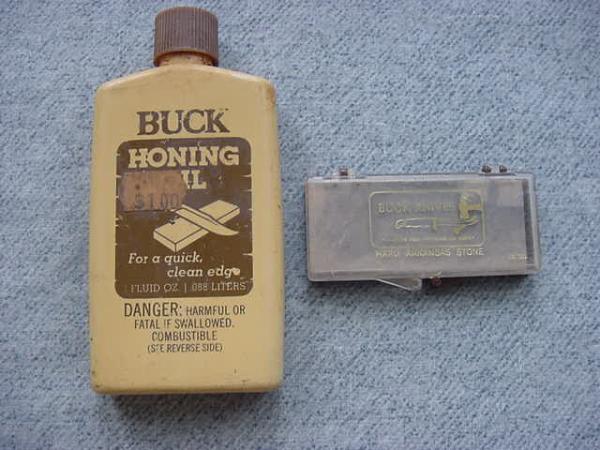 BUCK
HONING
IL
$1.00
For a quick,
clean edge
FLUID OZ. | .088 LITERS
DANGER: HARMFUL OR
FATAL IF SWALLOWED.
COMBUSTIBLE
(SEE REVERSE SIDE)
BUCK KNIVES
HARD ARKANSAS STONE